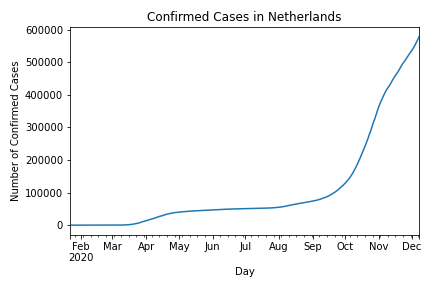 Confirmed Cases in Netherlands
Number of Confirmed Cases
600000
500000
400000
300000
200000
100000
0
Feb Mar Apr May Jun Jul Aug Sep Oct Nov Dec
2020
Day